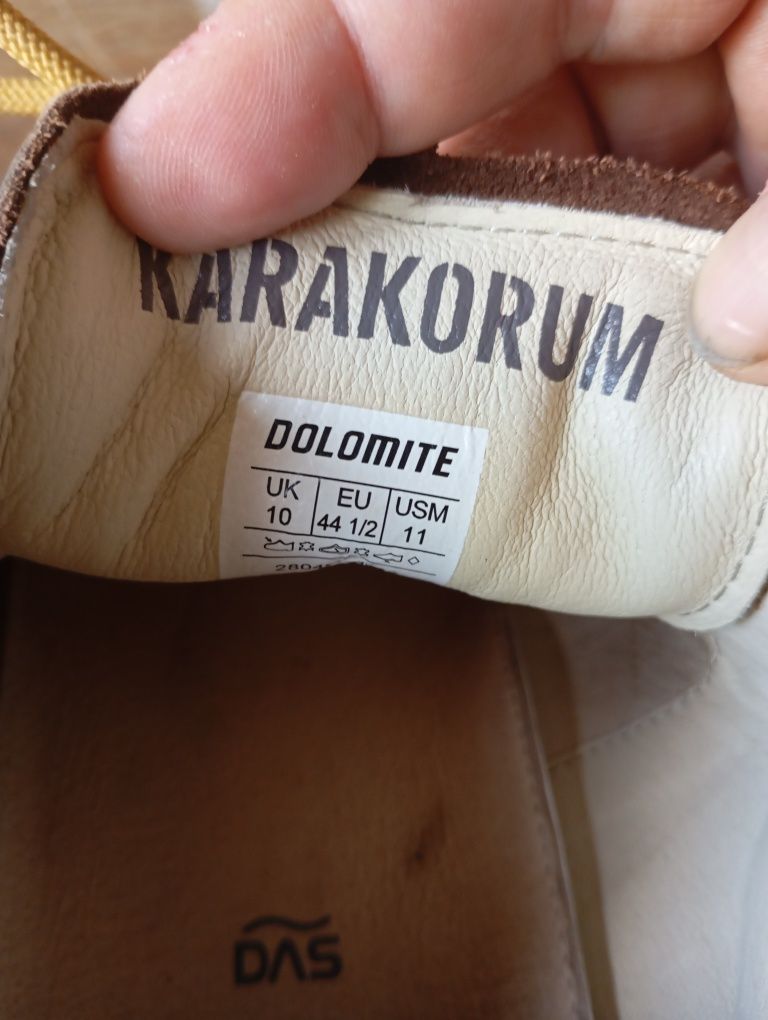 KARAKORUM
DOLOMITE
UK EU USM
10 44 1/2 11
DAS